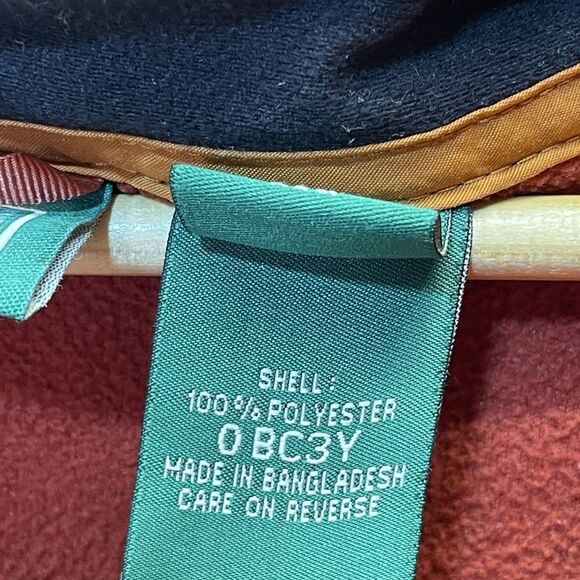 SHELL:
100% POLYESTER
0 BC3Y
MADE IN BANGLADESH
CARE ON REVERSE